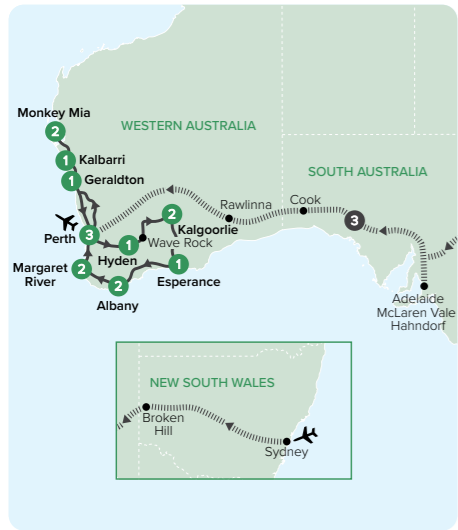 Monkey Mia
2
WESTERN AUSTRALIA
1
Kalbarri
1
Geraldton
SOUTH AUSTRALIA
Rawlinna
Cook
3
2
Kalgoorlie
Perth
3
1
Wave Rock
Hyden
Margaret
River
2
2
1
Esperance
Albany
Adelaide
McLaren Vale
Hahndorf
NEW SOUTH WALES
Broken
Hill
Sydney